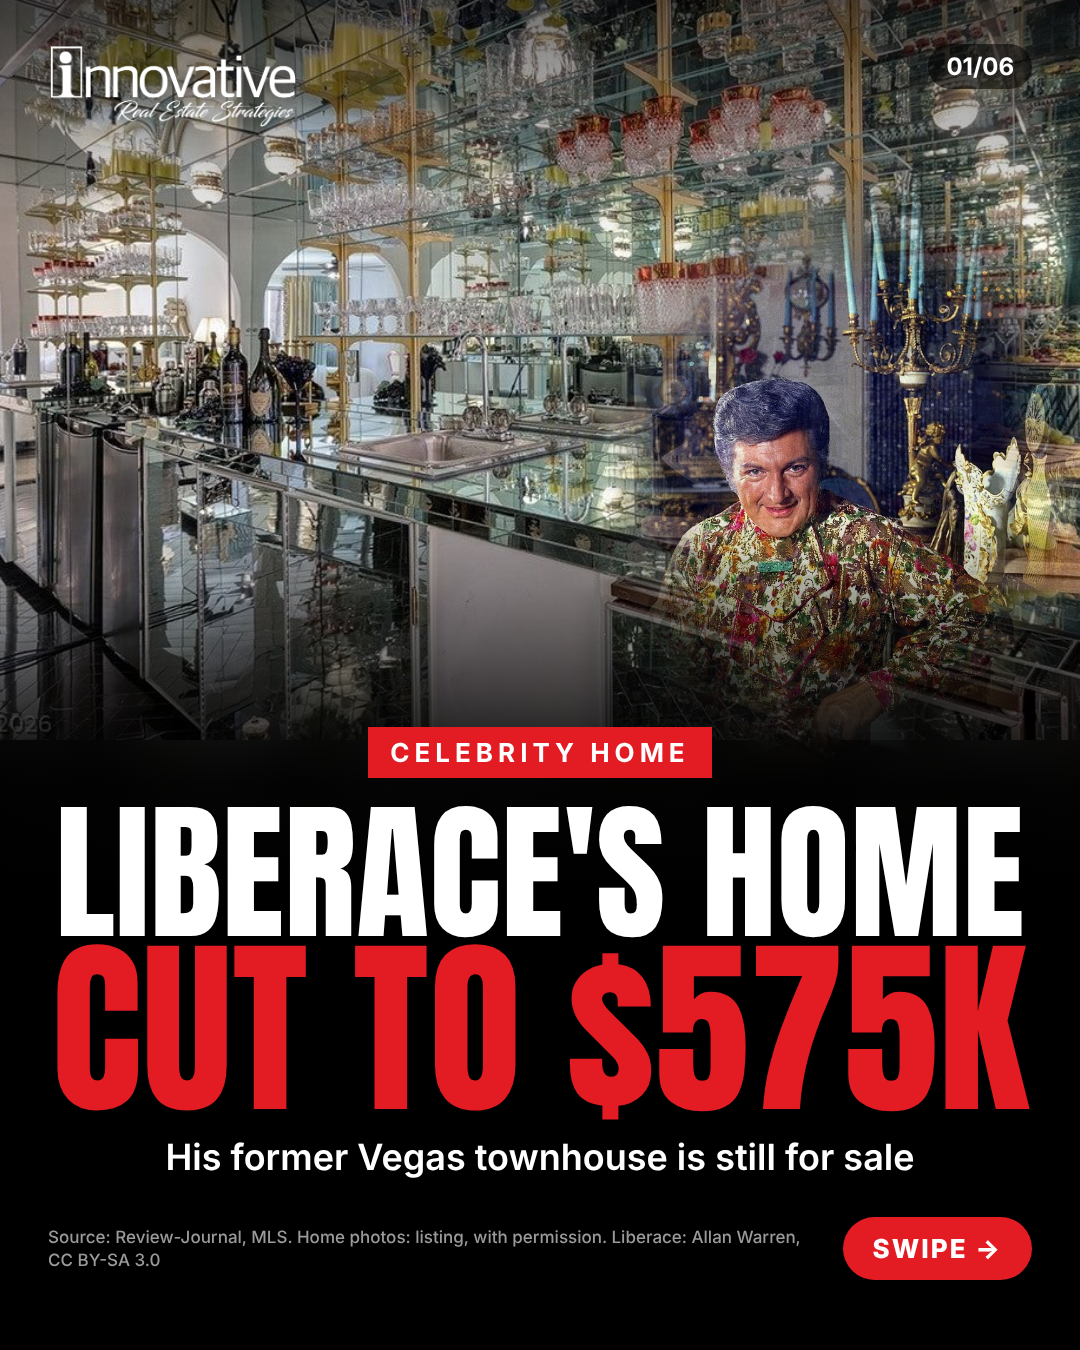 innovative
Real Estate Strategies
01/06
2026
CELEBRITY HOME
LIBERACE'S HOME
CUT TO $575K
His former Vegas townhouse is still for sale
Source: Review-Journal, MLS. Home photos: listing, with permission. Liberace: Allan Warren,
CC BY-SA 3.0
SWIPE →